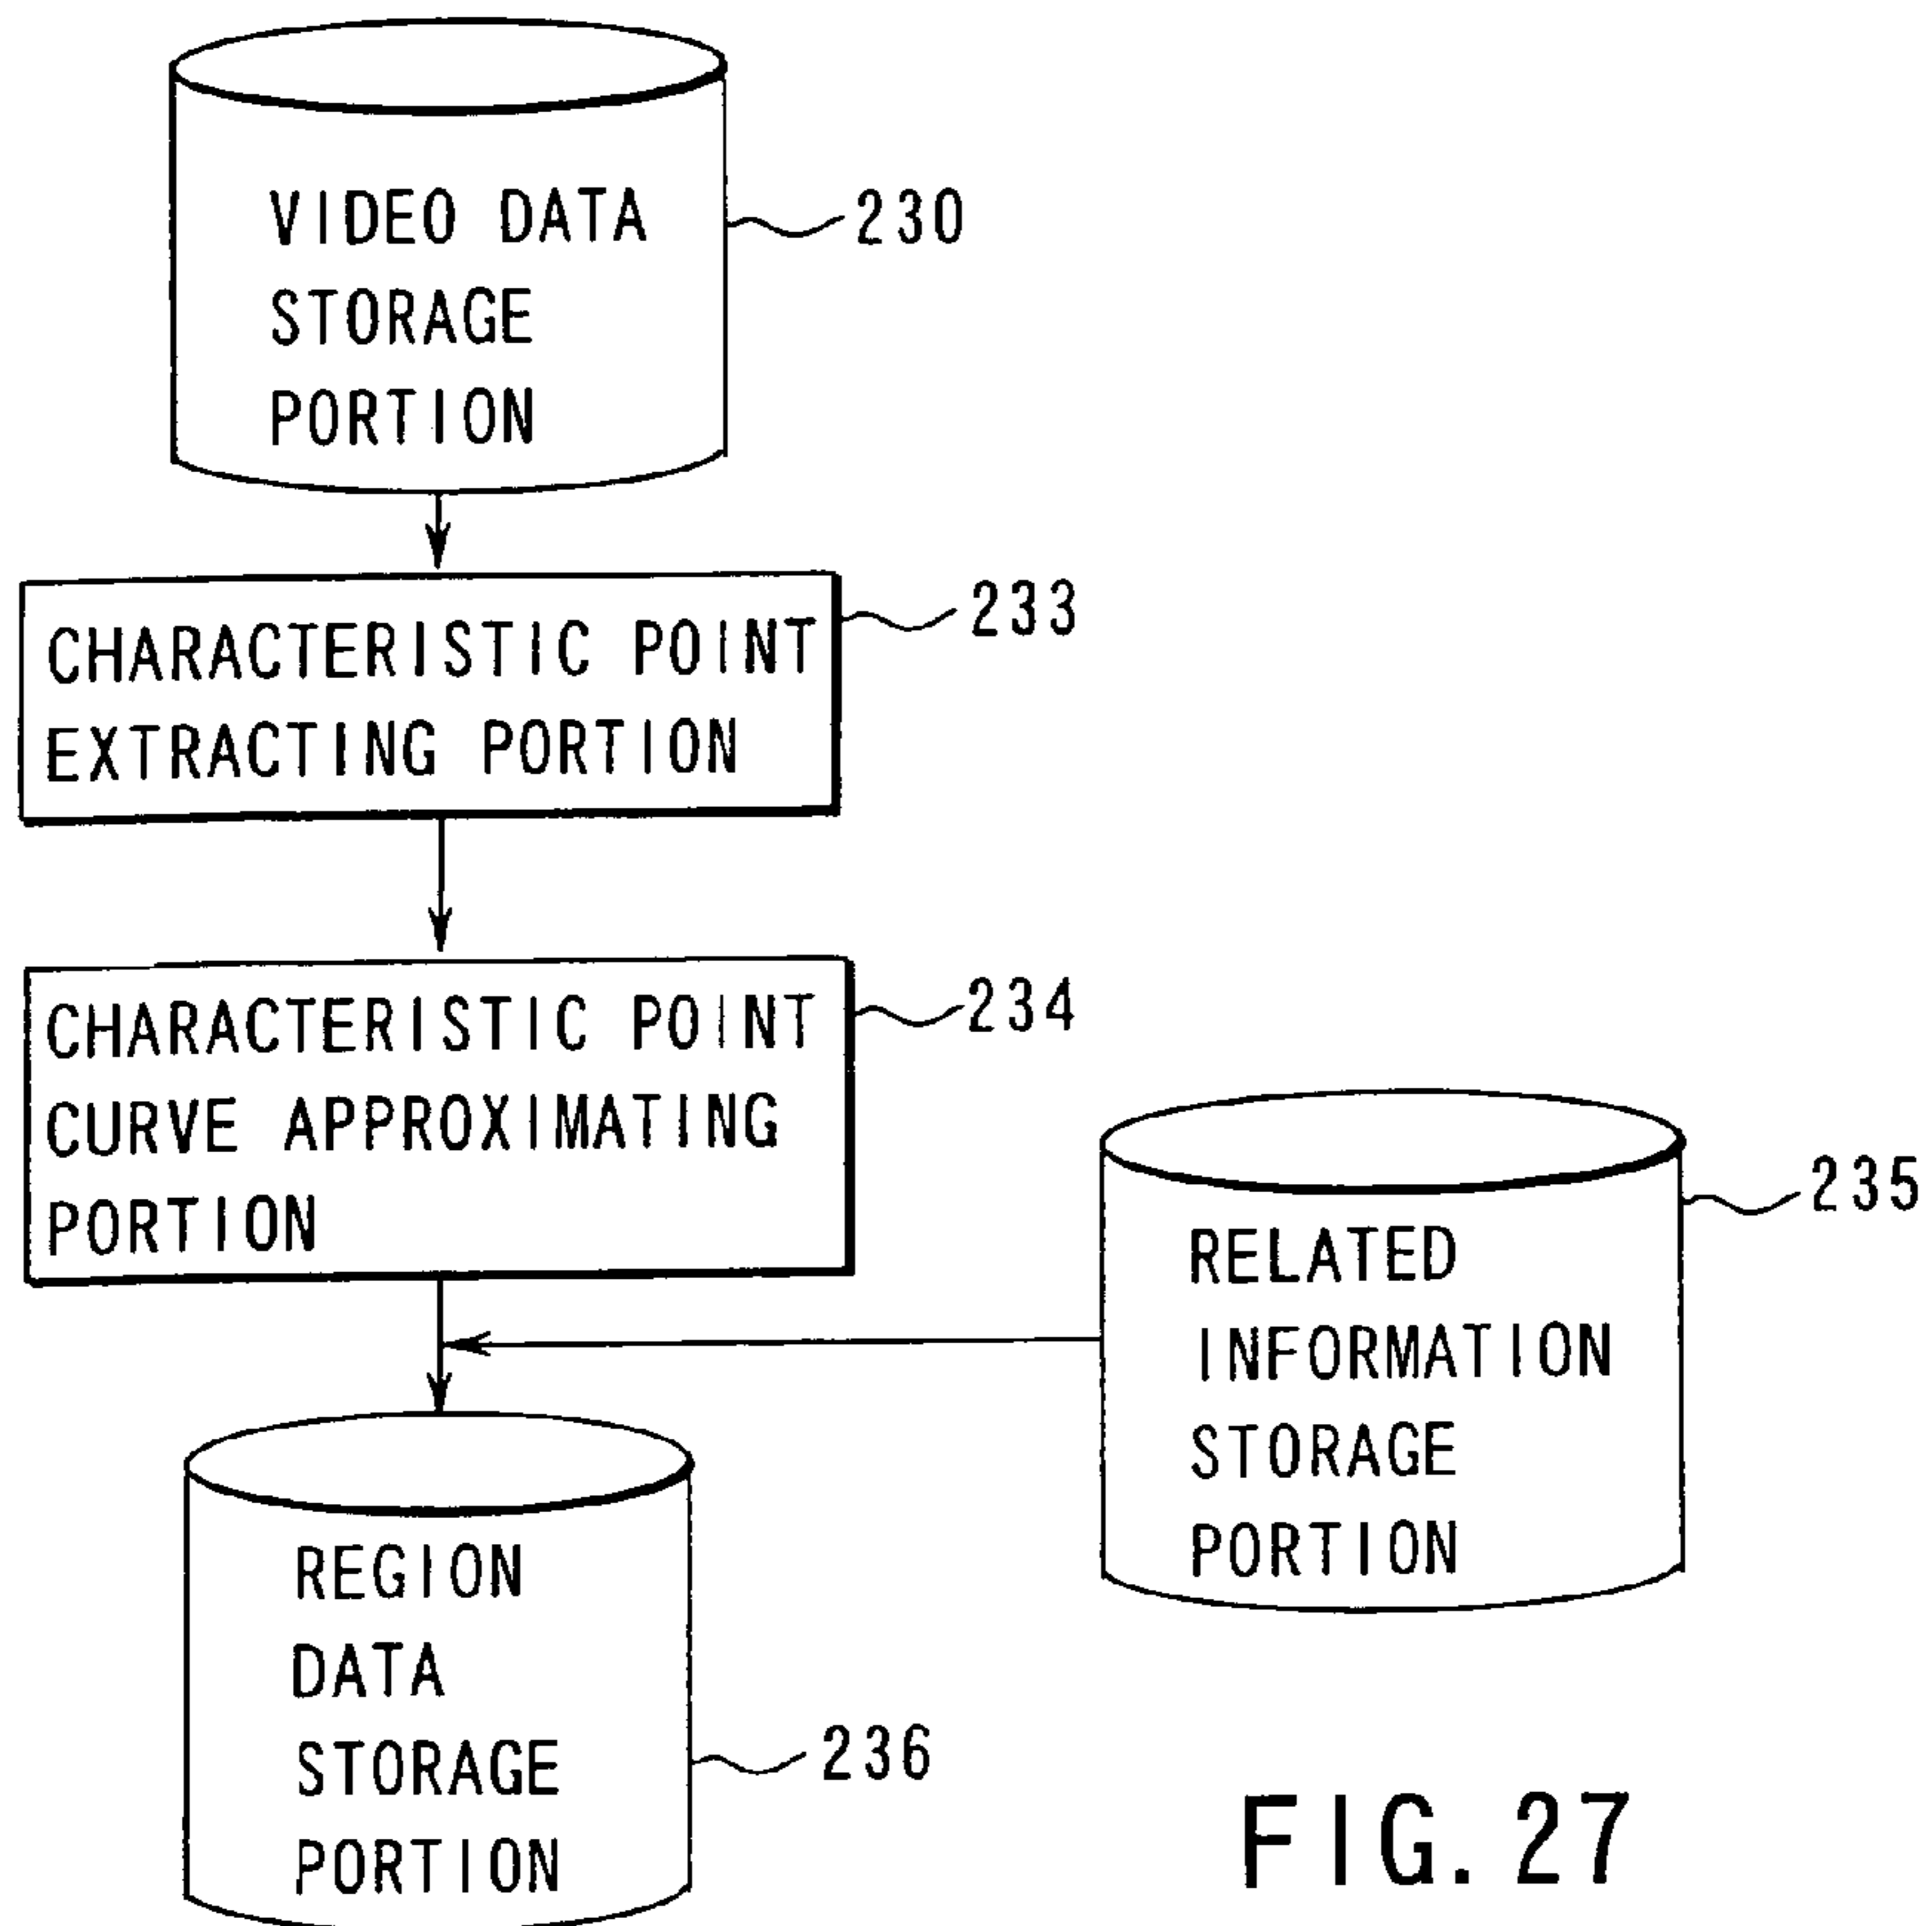 VIDEO DATA
STORAGE
PORTION
230
CHARACTERISTIC POINT
EXTRACTING PORTION
233
CHARACTERISTIC POINT
CURVE APPROXIMATING
PORTION
234
RELATED
INFORMATION
STORAGE
PORTION
235
REGION
DATA
STORAGE
PORTION
236
FIG. 27